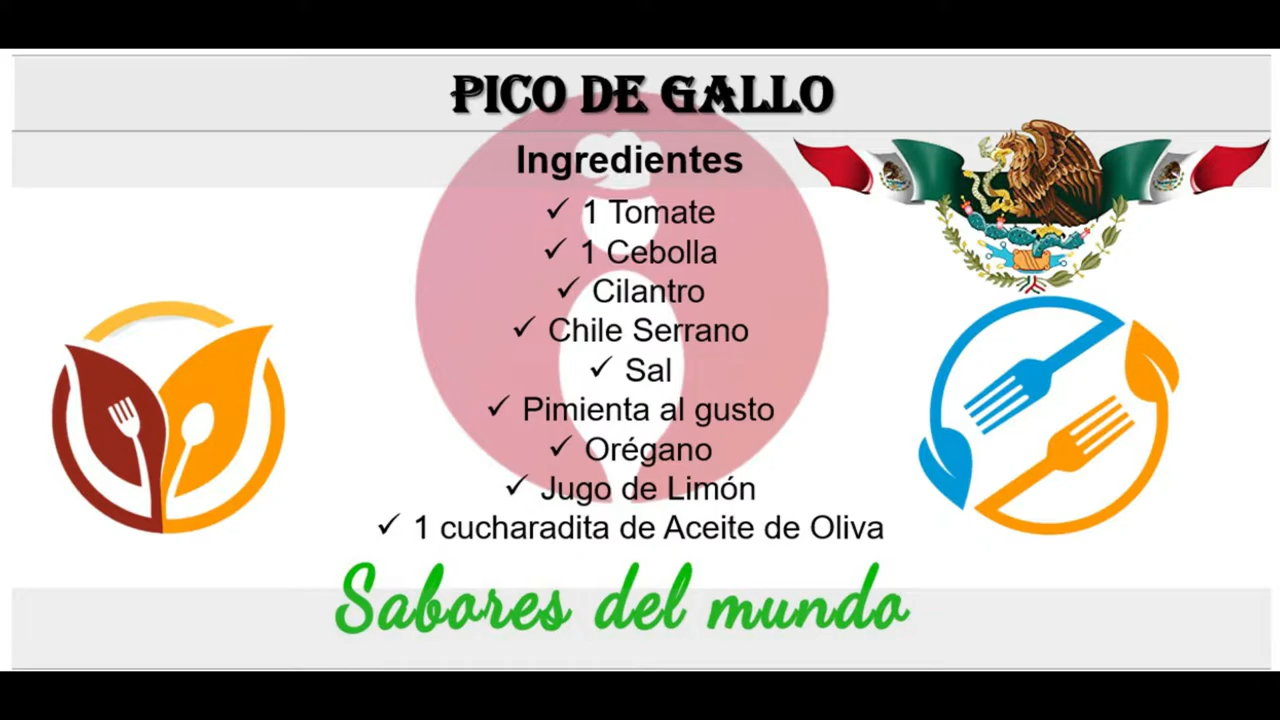 PICO DE GALLO
Ingredientes
✓ 1 Tomate
✓ 1 Cebolla
✓ Cilantro
✓ Chile Serrano
✓ Sal
✓ Pimienta al gusto
✓ Orégano
✓ Jugo de Limón
✓ 1 cucharadita de Aceite de Oliva
Sabores del mundo